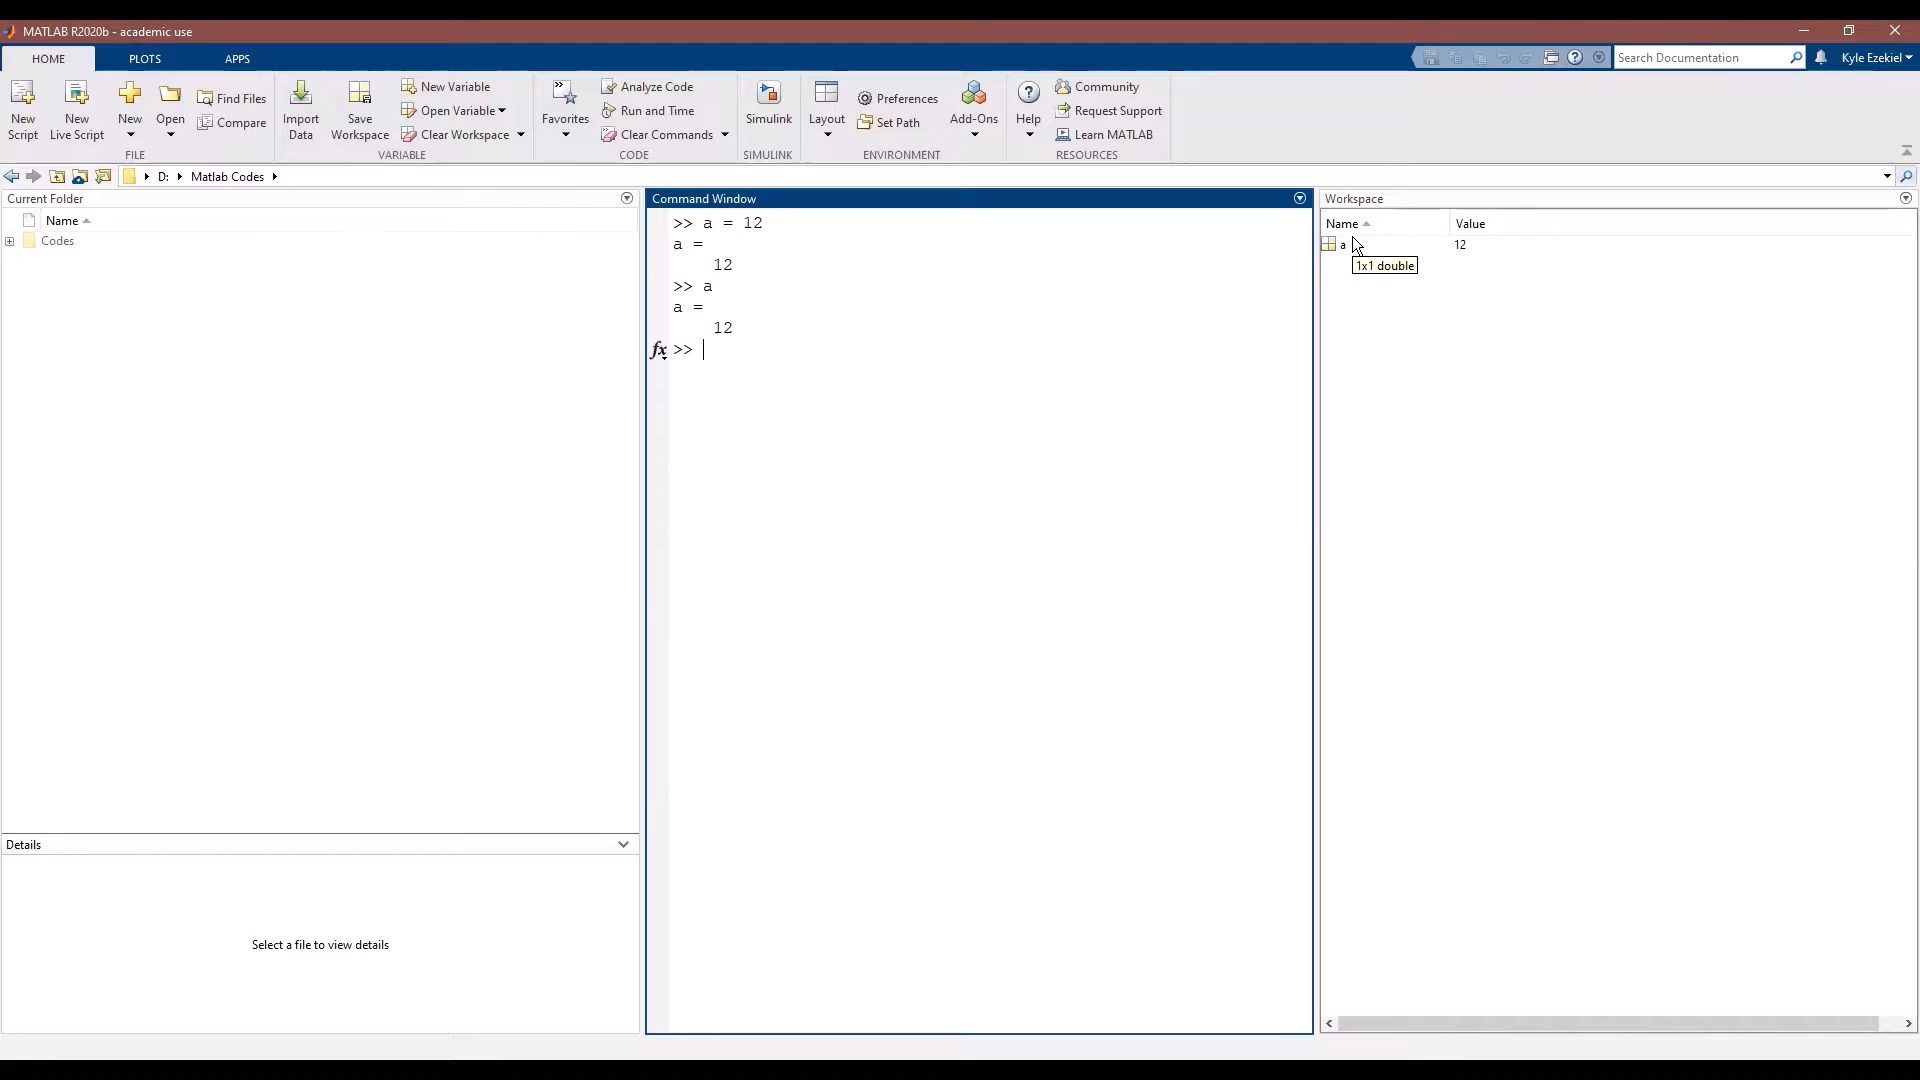 MATLAB R2020b - academic use
HOME PLOTS APPS
Search Documentation
Kyle Ezekiel
New Script
New Live Script
New
Open
Find Files
Compare
FILE
Import Data
Save Workspace
New Variable
Open Variable
Clear Workspace
VARIABLE
Favorites
Analyze Code
Run and Time
Clear Commands
CODE
Simulink
SIMULINK
Layout
Preferences
Set Path
Add-Ons
ENVIRONMENT
Help
Community
Request Support
Learn MATLAB
RESOURCES
D: Matlab Codes
Current Folder
Name
Codes
Details
Select a file to view details
Command Window
>> a = 12
a =
12
>> a
a =
12
fx >>
Workspace
Name Value
a 12
1x1 double